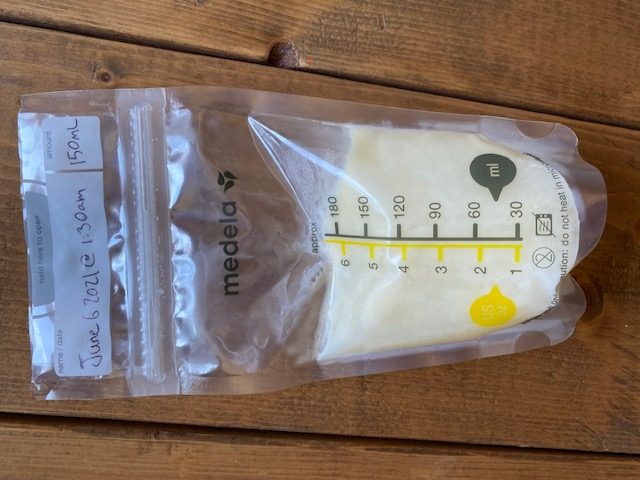 hold here to open
name / date
amount
June 6 2021 @ 1:30am
150mL
medela
approx
180
150
120
90
60
30
ml
6
5
4
3
2
1
oz
US
do not heat in